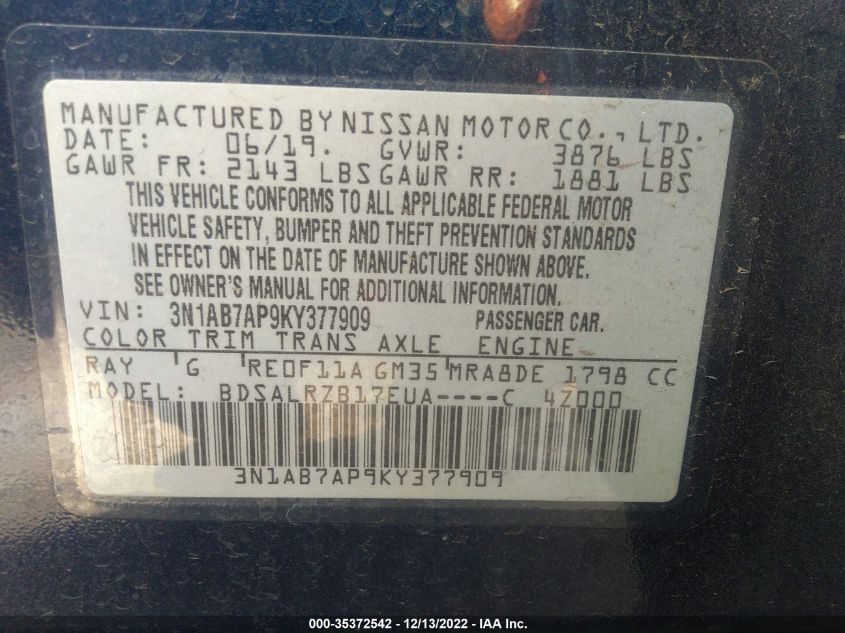 MANUFACTURED BY NISSAN MOTOR CO., LTD.
DATE: 06/19. GVWR: 3876 LBS
GAWR FR: 2143 LBS GAWR RR: 1881 LBS
THIS VEHICLE CONFORMS TO ALL APPLICABLE FEDERAL MOTOR
VEHICLE SAFETY, BUMPER AND THEFT PREVENTION STANDARDS
IN EFFECT ON THE DATE OF MANUFACTURE SHOWN ABOVE.
SEE OWNER'S MANUAL FOR ADDITIONAL INFORMATION.
VIN: 3N1AB7AP9KY377909 PASSENGER CAR.
COLOR TRIM TRANS AXLE ENGINE
RAY G RE0F11A GM35 MRA8DE 1798 CC
MODEL: BDSALRZB17EUA----C 4Z000
3N1AB7AP9KY377909
000-35372542 - 12/13/2022 - IAA Inc.